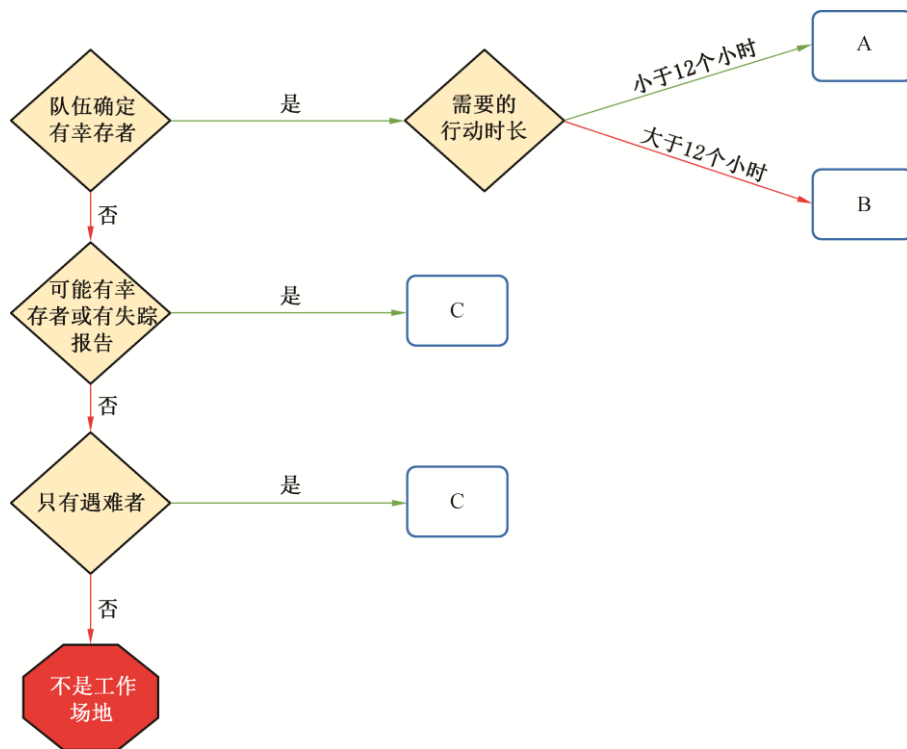 队伍确定
有幸存者
是
需要的
行动时长
小于12个小时
A
大于12个小时
B
否
可能有幸
存者或有失踪
报告
是
C
否
只有遇难者
是
C
否
不是工作
场地